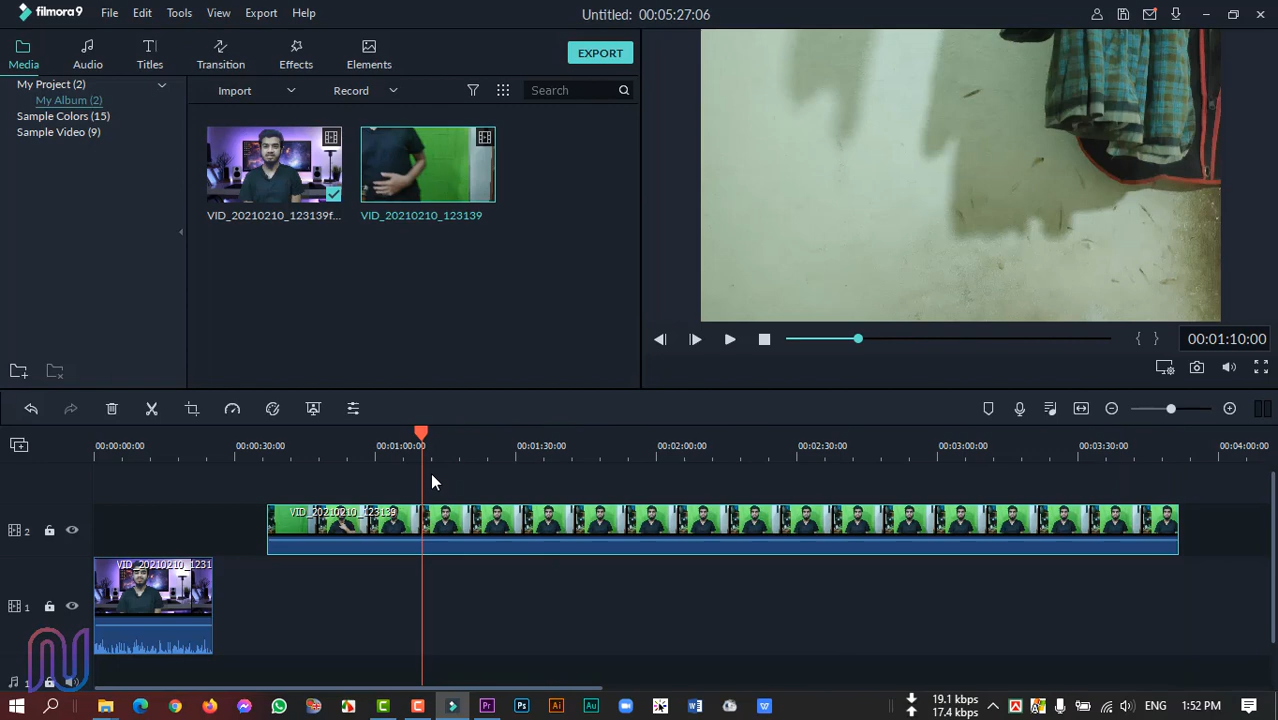 filmora9 File Edit Tools View Export Help Untitled: 00:05:27:06
Media Audio Titles Transition Effects Elements EXPORT
My Project (2)
My Album (2)
Sample Colors (15)
Sample Video (9)
Import Record Search
VID_20210210_123139f... VID_20210210_123139
00:01:10:00
00:00:00:00 00:00:30:00 00:01:00:00 00:01:30:00 00:02:00:00 00:02:30:00 00:03:00:00 00:03:30:00 00:04:00:00
VID_20210210_123139
2
VID_20210210_1231
1
1
19.1 kbps
17.4 kbps
ENG 1:52 PM